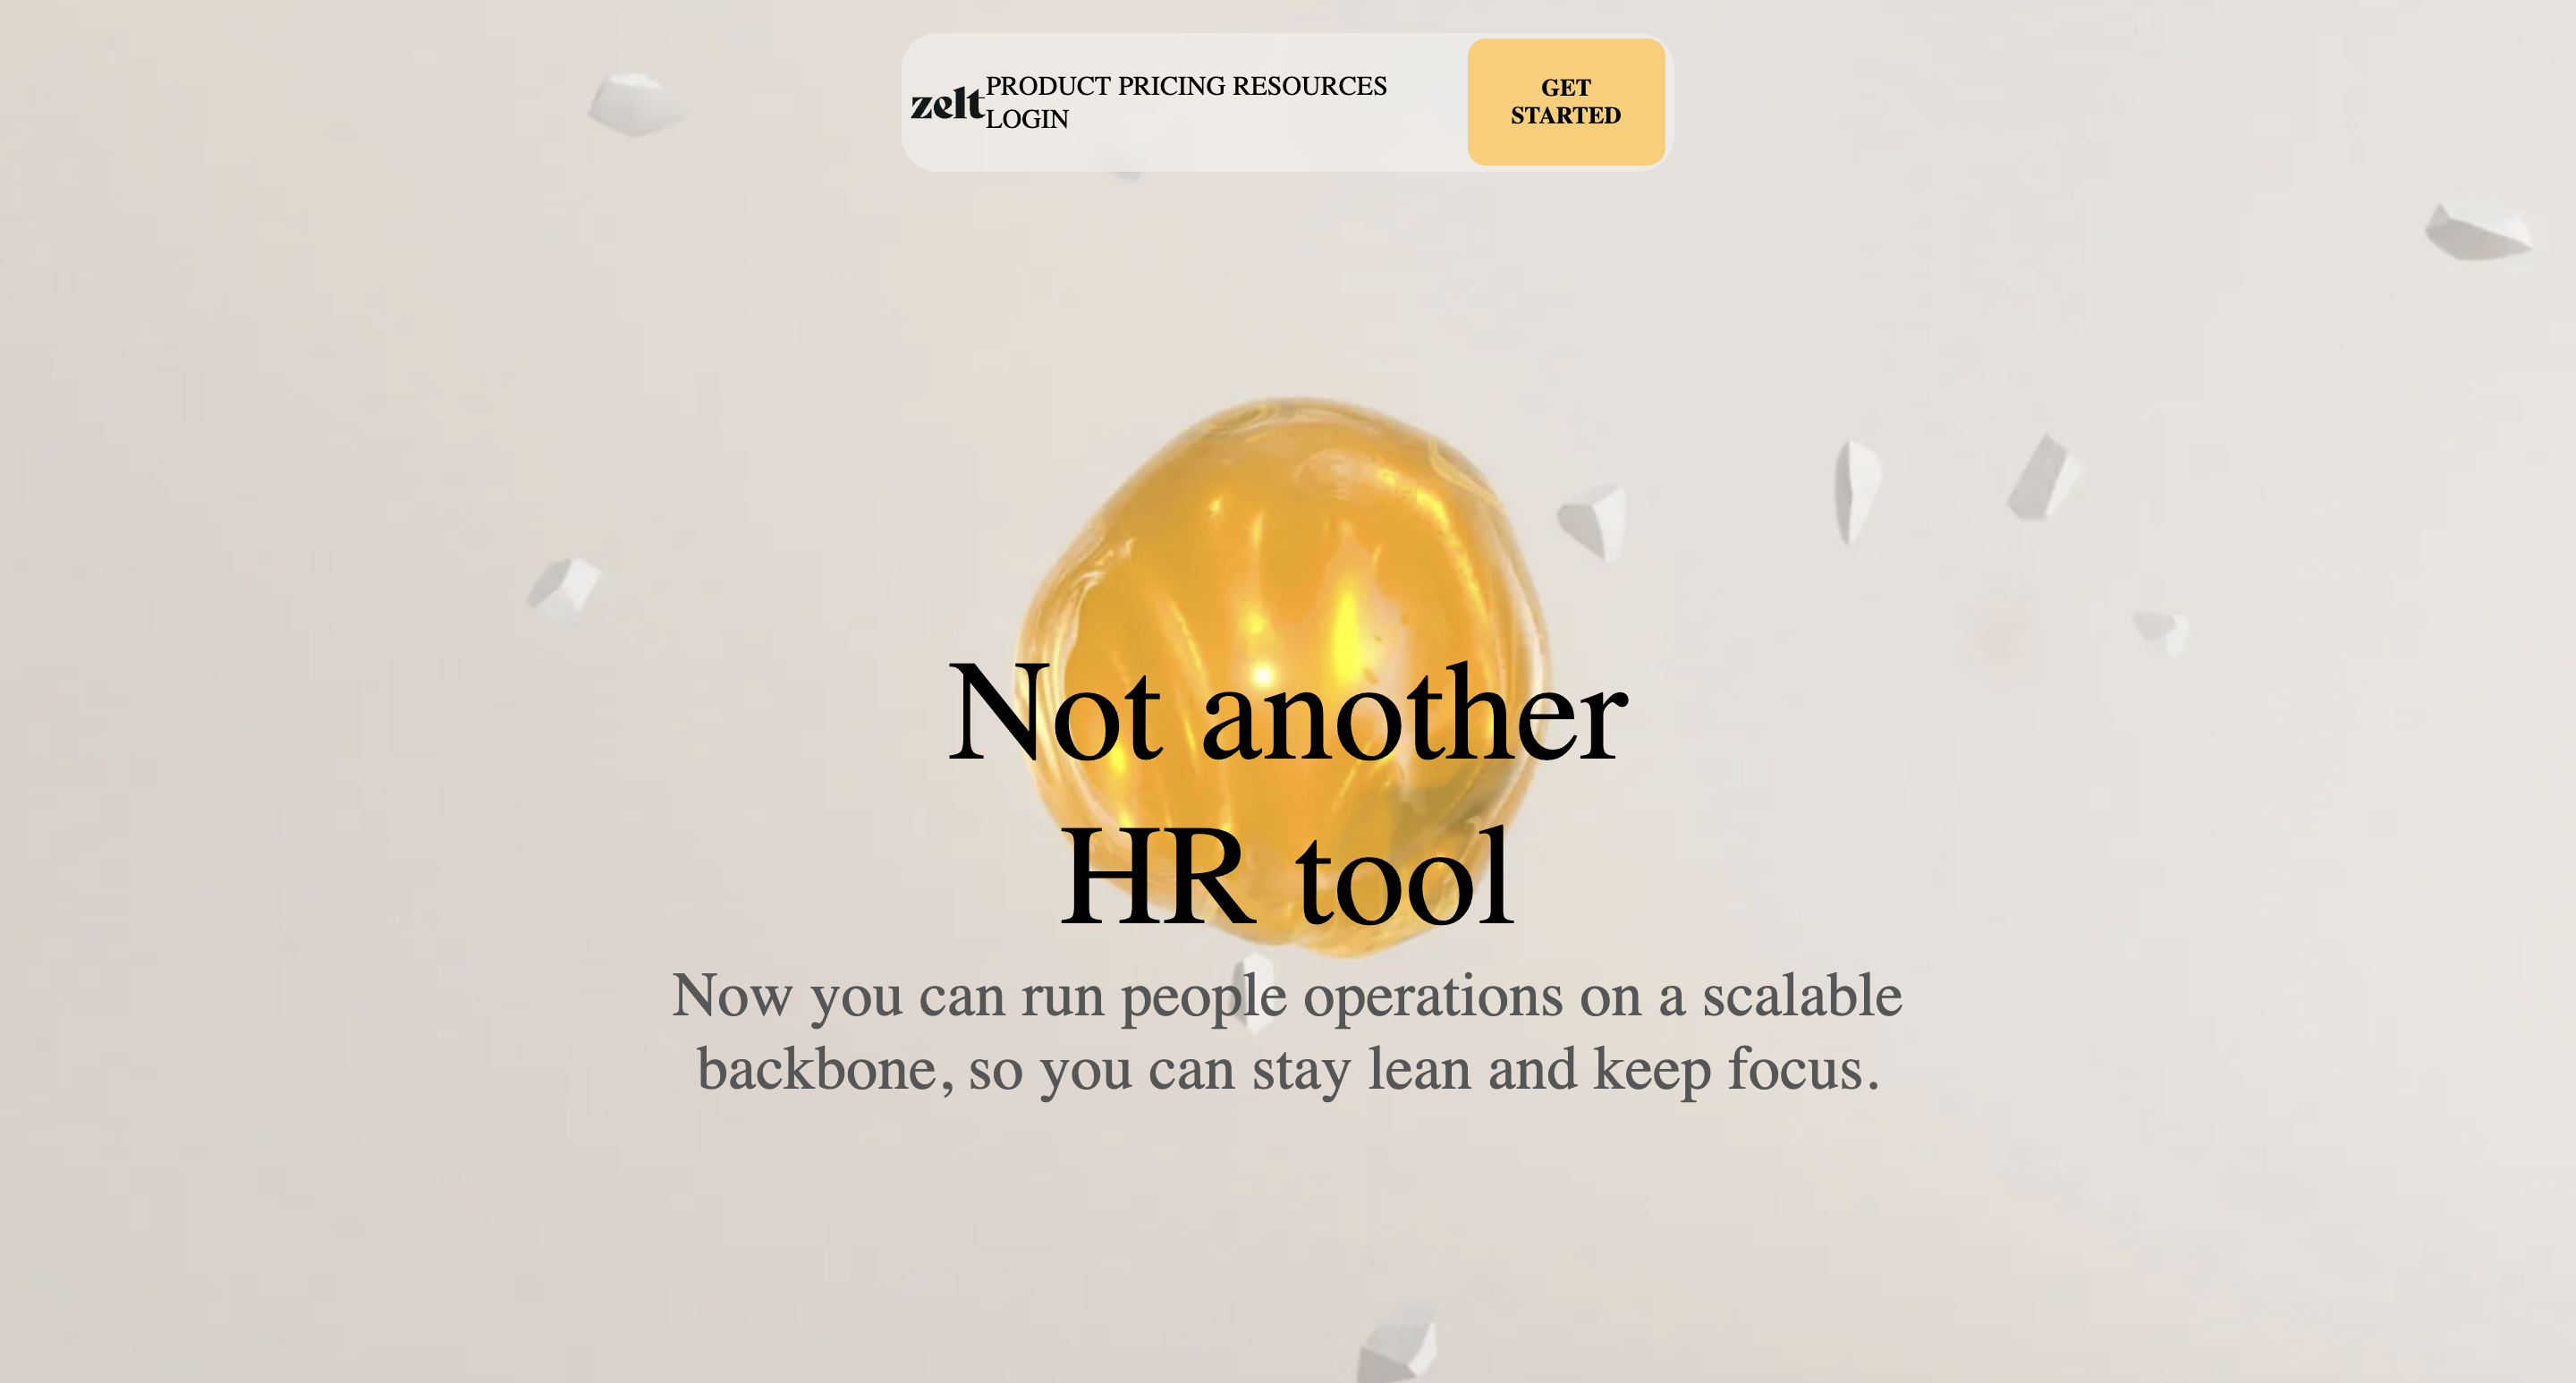 zelt
PRODUCT PRICING RESOURCES
LOGIN
GET
STARTED
Not another
HR tool
Now you can run people operations on a scalable
backbone, so you can stay lean and keep focus.